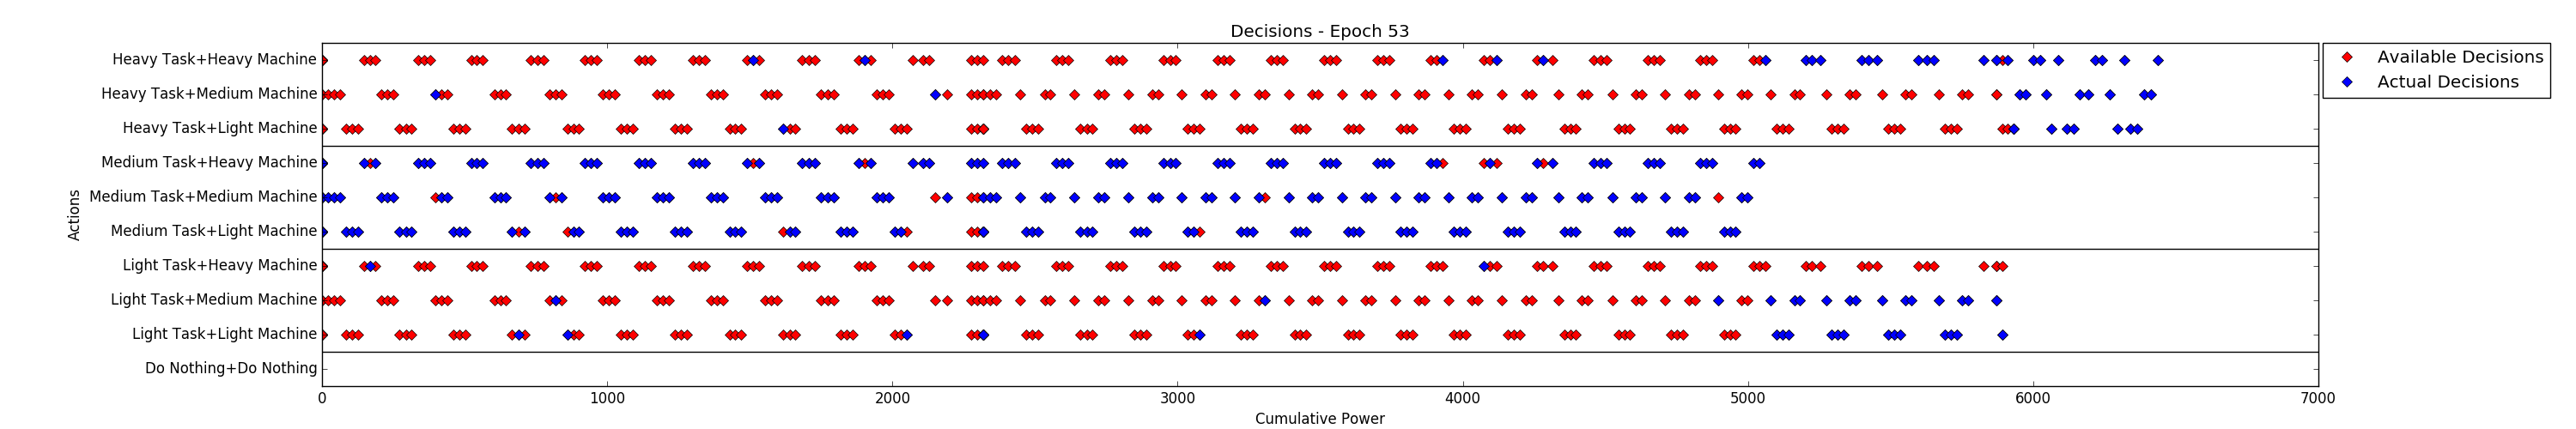 Decisions - Epoch 53
Available Decisions
Actual Decisions
Actions
Heavy Task+Heavy Machine
Heavy Task+Medium Machine
Heavy Task+Light Machine
Medium Task+Heavy Machine
Medium Task+Medium Machine
Medium Task+Light Machine
Light Task+Heavy Machine
Light Task+Medium Machine
Light Task+Light Machine
Do Nothing+Do Nothing
0 1000 2000 3000 4000 5000 6000 7000
Cumulative Power